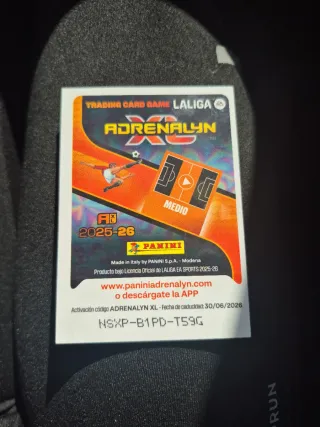 TRADING CARD GAME LALIGA
ADRENALYN
XL
MEDIO
2025-26
PANINI
Made in Italy by PANINI S.p.A. - Modena
Producto bajo Licencia Oficial de LALIGA EA SPORTS 2025-26
www.paniniadrenalyn.com
o descárgate la APP
Activación código ADRENALYN XL - Fecha de caducidad: 30/06/2026
NSXP-B1PD-T59G
RUN